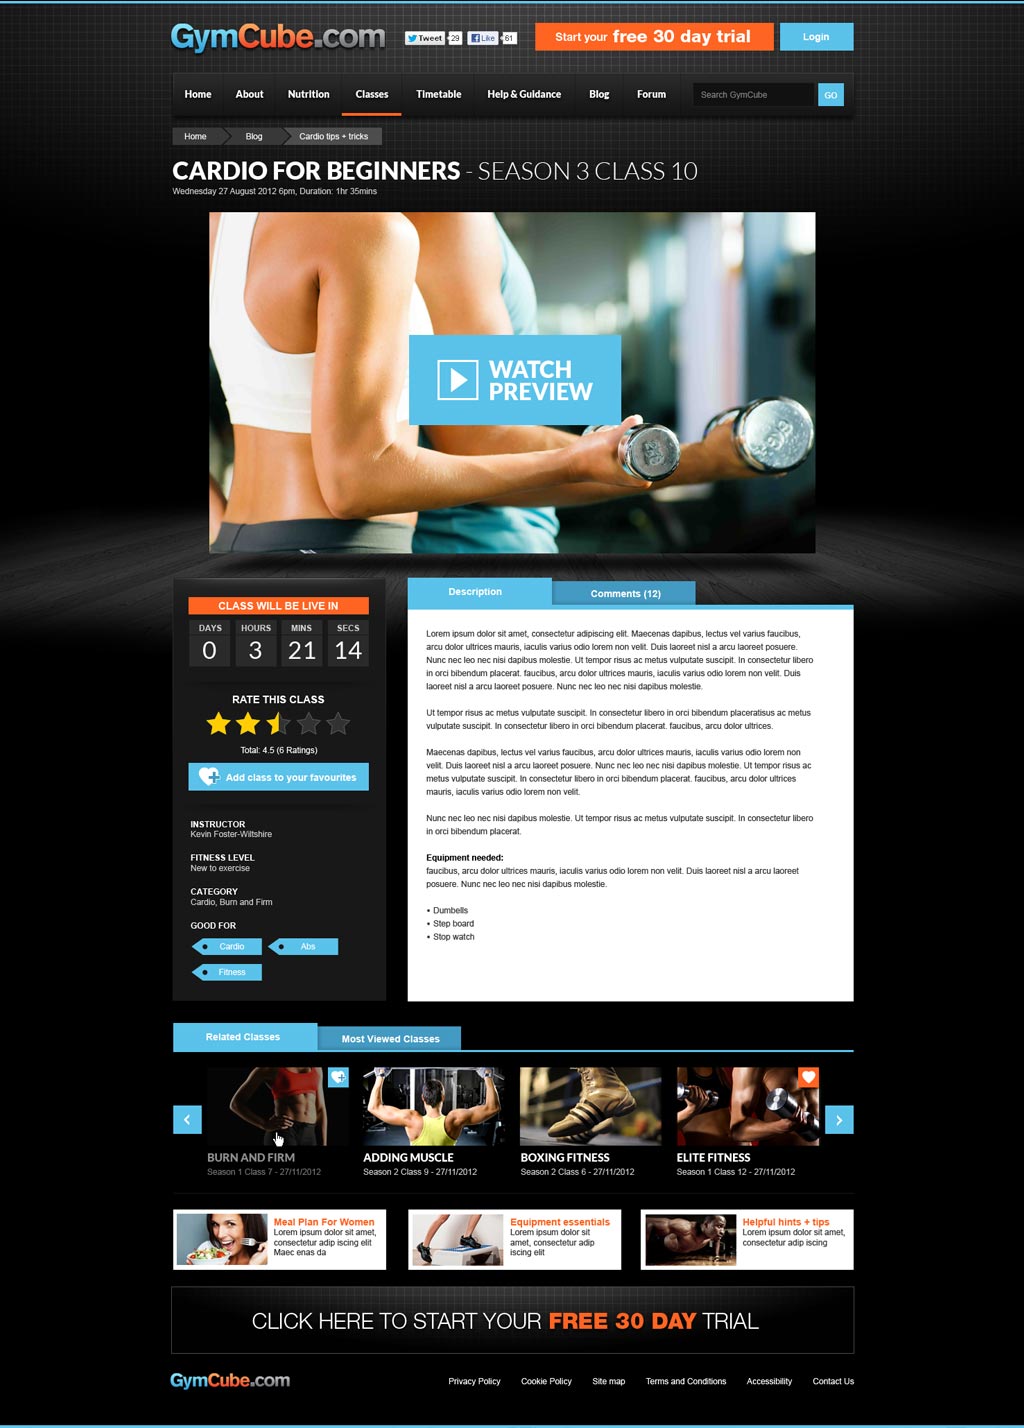 GymCube.com
Tweet 29 Like 61
Start your free 30 day trial
Login
Home About Nutrition Classes Timetable Help & Guidance Blog Forum
Search GymCube GO
Home Blog Cardio tips + tricks
CARDIO FOR BEGINNERS - SEASON 3 CLASS 10
Wednesday 27 August 2012 6pm, Duration: 1hr 35mins
WATCH
PREVIEW
CLASS WILL BE LIVE IN
DAYS HOURS MINS SECS
0 3 21 14
RATE THIS CLASS
Total: 4.5 (6 Ratings)
Add class to your favourites
INSTRUCTOR
Kevin Foster-Wiltshire
FITNESS LEVEL
New to exercise
CATEGORY
Cardio, Burn and Firm
GOOD FOR
Cardio Abs
Fitness
Description Comments (12)
Lorem ipsum dolor sit amet, consectetur adipiscing elit. Maecenas dapibus, lectus vel varius faucibus,
arcu dolor ultrices mauris, iaculis varius odio lorem non velit. Duis laoreet nisl a arcu laoreet posuere.
Nunc nec leo nec nisi dapibus molestie. Ut tempor risus ac metus vulputate suscipit. In consectetur libero
in orci bibendum placerat. faucibus, arcu dolor ultrices mauris, iaculis varius odio lorem non velit. Duis
laoreet nisl a arcu laoreet posuere. Nunc nec leo nec nisi dapibus molestie.
Ut tempor risus ac metus vulputate suscipit. In consectetur libero in orci bibendum placeratisus ac metus
vulputate suscipit. In consectetur libero in orci bibendum placerat. faucibus, arcu dolor ultrices.
Maecenas dapibus, lectus vel varius faucibus, arcu dolor ultrices mauris, iaculis varius odio lorem non
velit. Duis laoreet nisl a arcu laoreet posuere. Nunc nec leo nec nisi dapibus molestie. Ut tempor risus ac
metus vulputate suscipit. In consectetur libero in orci bibendum placerat. faucibus, arcu dolor ultrices
mauris, iaculis varius odio lorem non velit.
Nunc nec leo nec nisi dapibus molestie. Ut tempor risus ac metus vulputate suscipit. In consectetur libero
in orci bibendum placerat.
Equipment needed:
faucibus, arcu dolor ultrices mauris, iaculis varius odio lorem non velit. Duis laoreet nisl a arcu laoreet
posuere. Nunc nec leo nec nisi dapibus molestie.
• Dumbells
• Step board
• Stop watch
Related Classes Most Viewed Classes
BURN AND FIRM
Season 1 Class 7 - 27/11/2012
ADDING MUSCLE
Season 2 Class 9 - 27/11/2012
BOXING FITNESS
Season 2 Class 6 - 27/11/2012
ELITE FITNESS
Season 1 Class 12 - 27/11/2012
Meal Plan For Women
Lorem ipsum dolor sit amet,
consectetur adip iscing elit
Maec enas da
Equipment essentials
Lorem ipsum dolor sit
amet, consectetur adip
iscing elit
Helpful hints + tips
Lorem ipsum dolor sit amet,
consectetur adip iscing
CLICK HERE TO START YOUR FREE 30 DAY TRIAL
GymCube.com
Privacy Policy Cookie Policy Site map Terms and Conditions Accessibility Contact Us